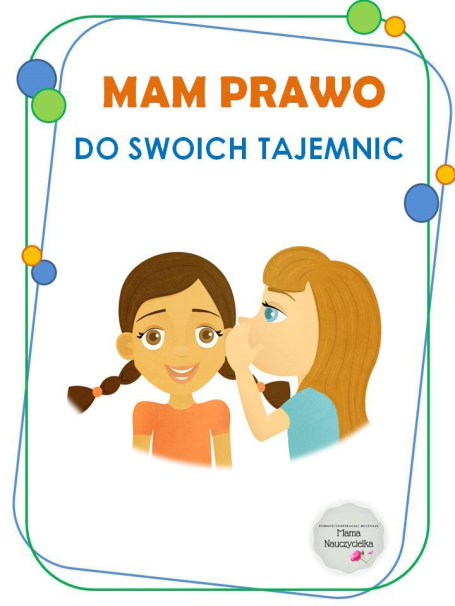 MAM PRAWO
DO SWOICH TAJEMNIC
Mama
Nauczycielka